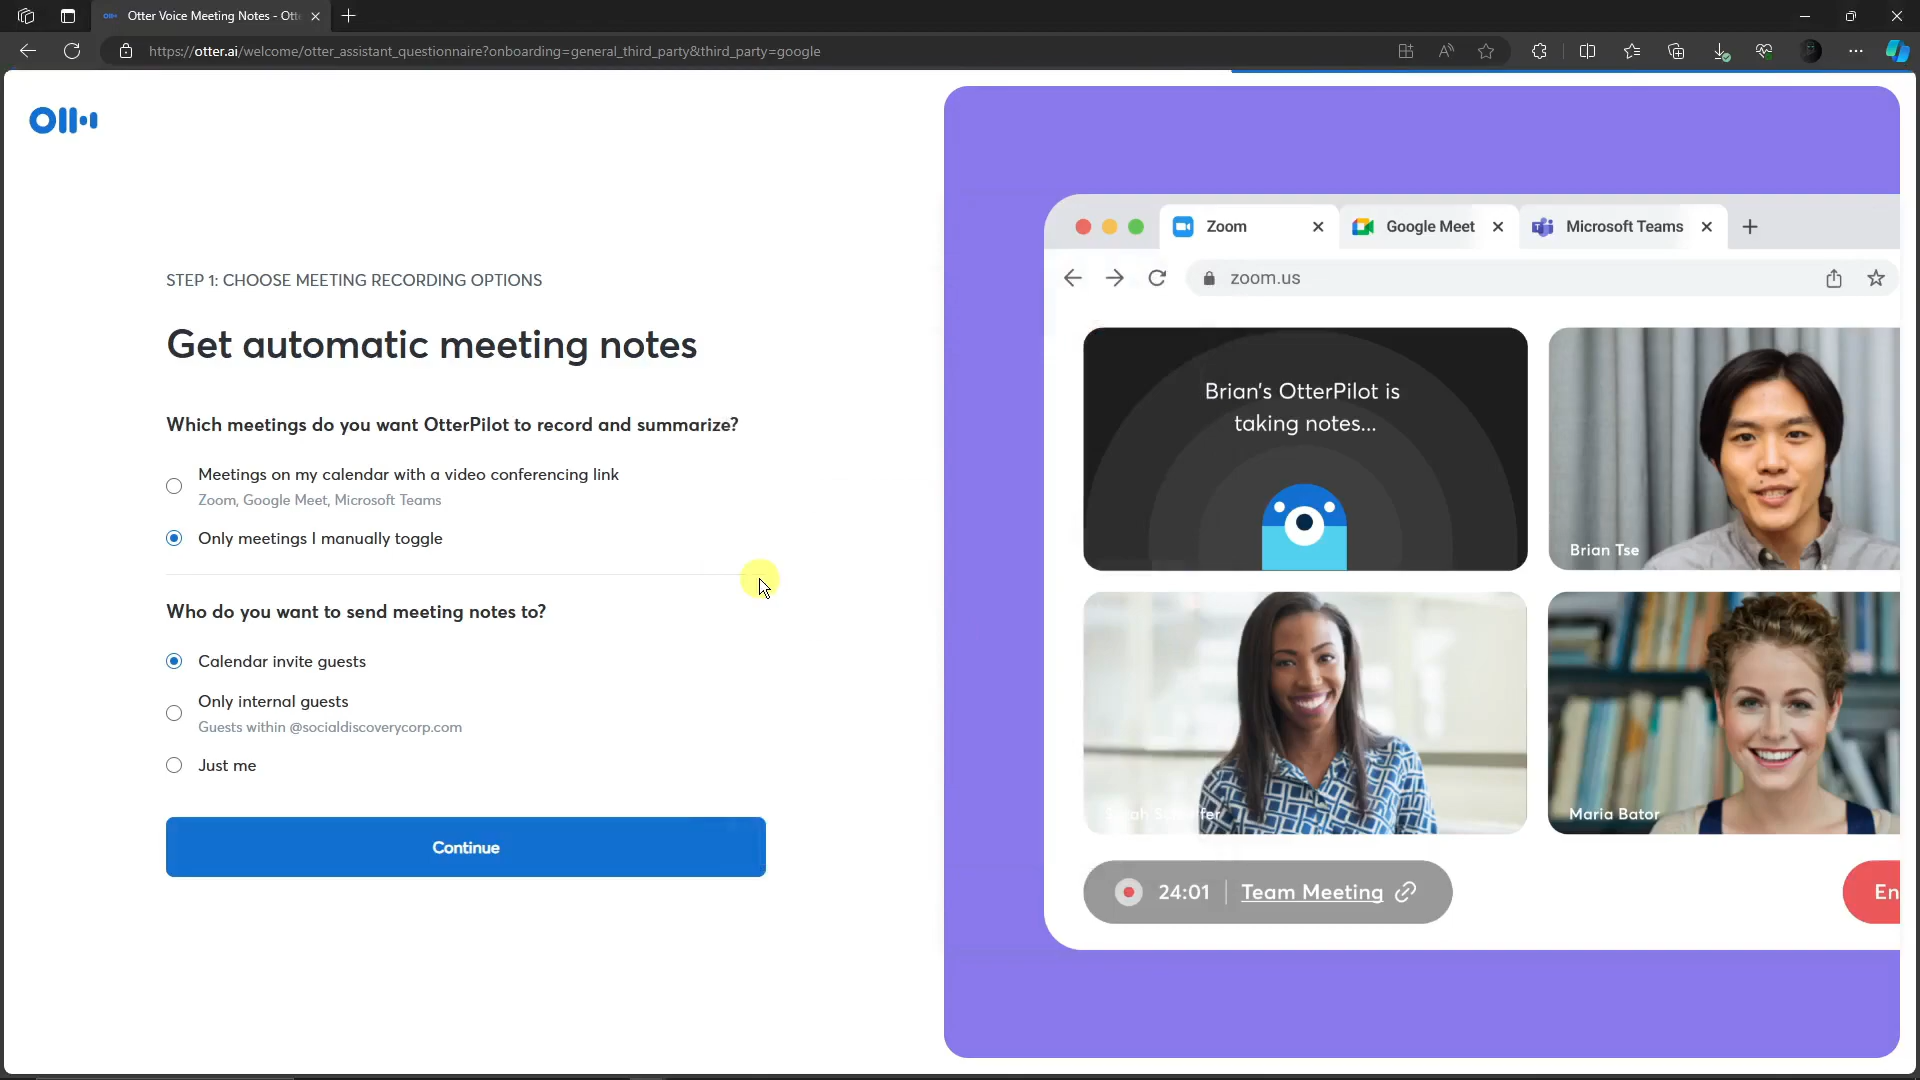 Otter Voice Meeting Notes - Ott
https://otter.ai/welcome/otter_assistant_questionnaire?onboarding=general_third_party&third_party=google
STEP 1: CHOOSE MEETING RECORDING OPTIONS
Get automatic meeting notes
Which meetings do you want OtterPilot to record and summarize?
Meetings on my calendar with a video conferencing link
Zoom, Google Meet, Microsoft Teams
Only meetings I manually toggle
Who do you want to send meeting notes to?
Calendar invite guests
Only internal guests
Guests within @socialdiscoverycorp.com
Just me
Continue
Zoom
Google Meet
Microsoft Teams
zoom.us
Brian's OtterPilot is
taking notes...
Brian Tse
Maria Bator
24:01
Team Meeting
En